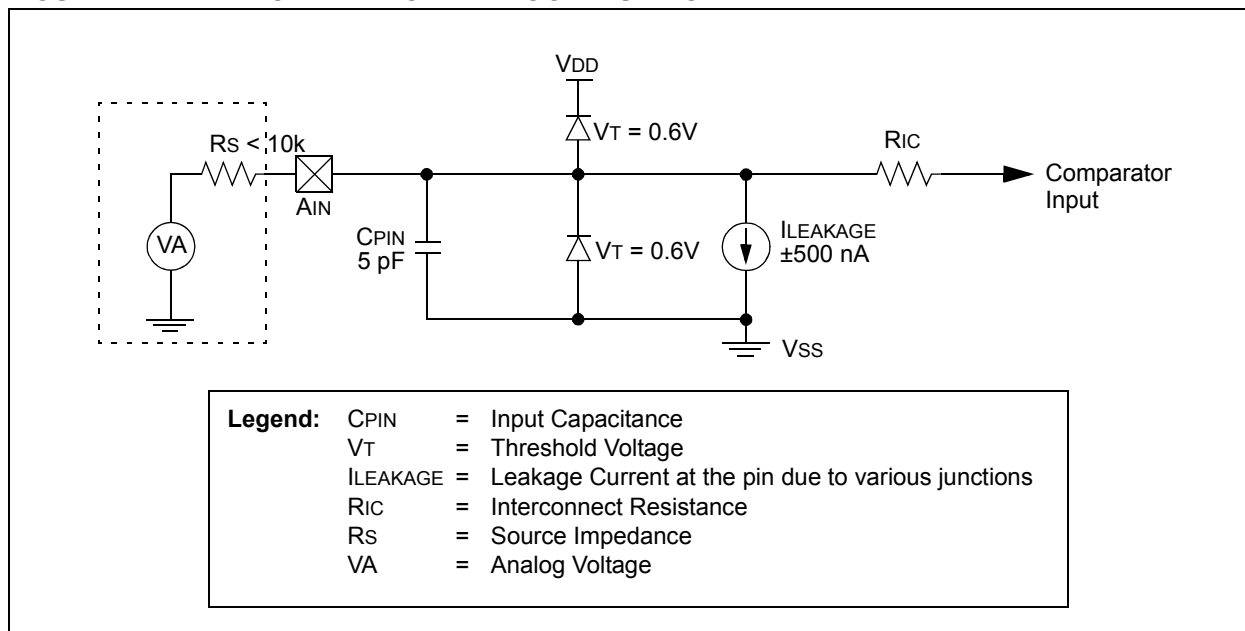 VDD
VT = 0.6V
RS < 10k
RIC
AIN
Comparator
Input
VA
CPIN
5 pF
VT = 0.6V
ILEAKAGE
±500 nA
VSS
Legend: CPIN = Input Capacitance
VT = Threshold Voltage
ILEAKAGE = Leakage Current at the pin due to various junctions
RIC = Interconnect Resistance
RS = Source Impedance
VA = Analog Voltage